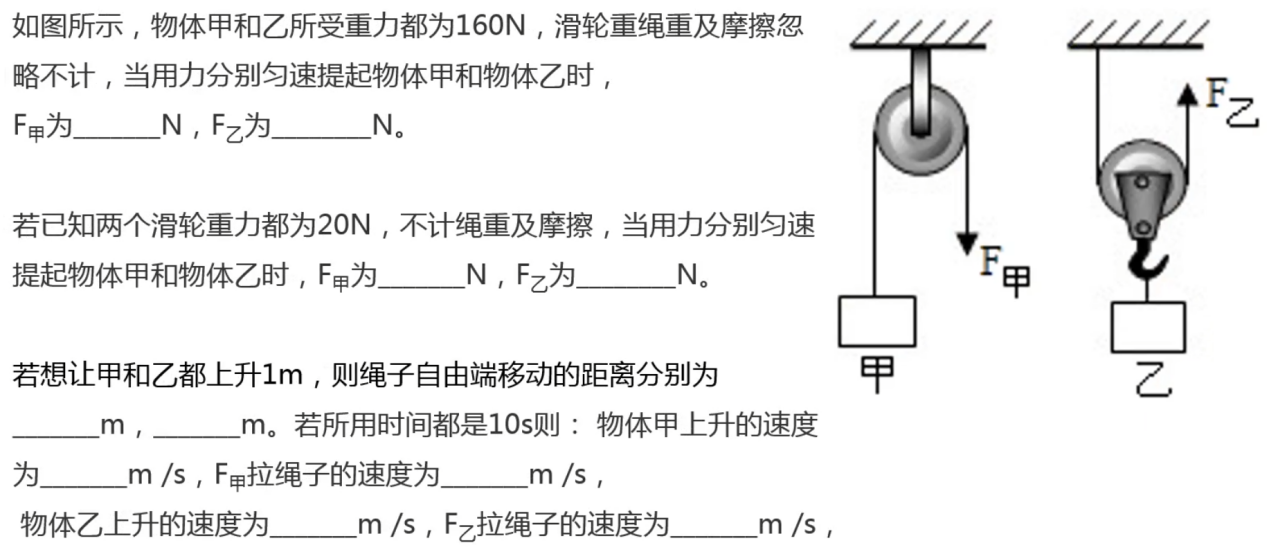 如图所示，物体甲和乙所受重力都为160N，滑轮重绳重及摩擦忽
略不计，当用力分别匀速提起物体甲和物体乙时，
F甲为_______N，F乙为________N。
若已知两个滑轮重力都为20N，不计绳重及摩擦，当用力分别匀速
提起物体甲和物体乙时，F甲为_______N，F乙为________N。
若想让甲和乙都上升1m，则绳子自由端移动的距离分别为
_______m，_______m。若所用时间都是10s则： 物体甲上升的速度
为_______m /s，F甲拉绳子的速度为_______m /s，
物体乙上升的速度为_______m /s，F乙拉绳子的速度为_______m /s，
F甲
甲
F乙
乙